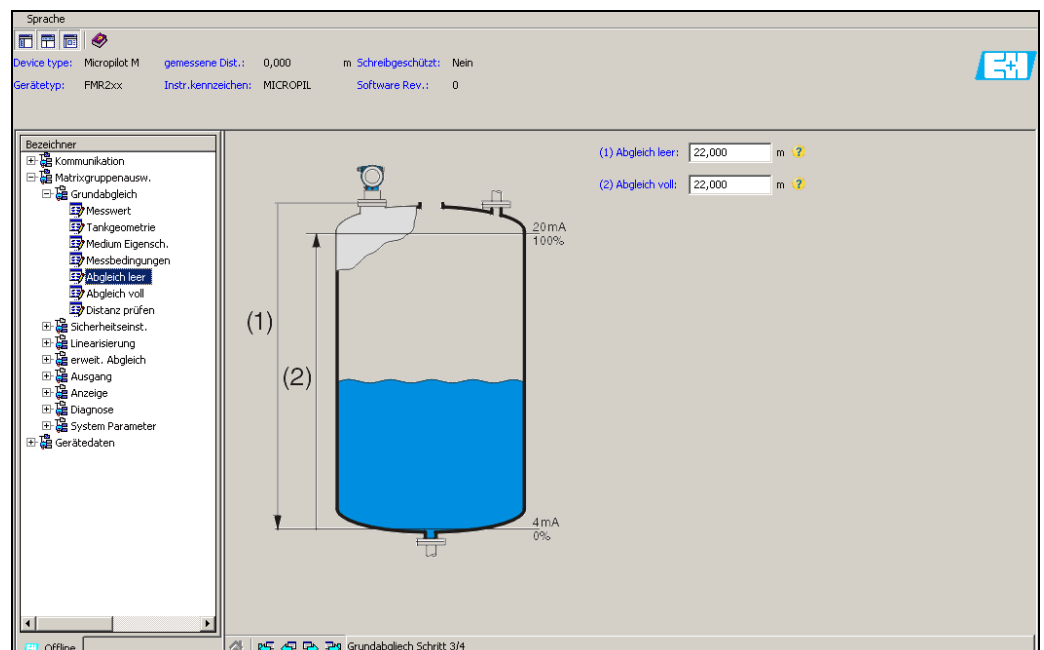 Sprache
Device type: Micropilot M gemessene Dist.: 0,000 m Schreibgeschützt: Nein
Gerätetyp: FMR2xx Instr.kennzeichen: MICROPIL Software Rev.: 0
E+H
Bezeichner
Kommunikation
Matrixgruppenausw.
Grundabgleich
Messwert
Tankgeometrie
Medium Eigensch.
Messbedingungen
Abgleich leer
Abgleich voll
Distanz prüfen
Sicherheitseinst.
Linearisierung
erweit. Abgleich
Ausgang
Anzeige
Diagnose
System Parameter
Gerätedaten
(1) Abgleich leer: 22,000 m ?
(2) Abgleich voll: 22,000 m ?
20mA
100%
(1)
(2)
4mA
0%
Offline
Grundabgliech Schritt 3/4